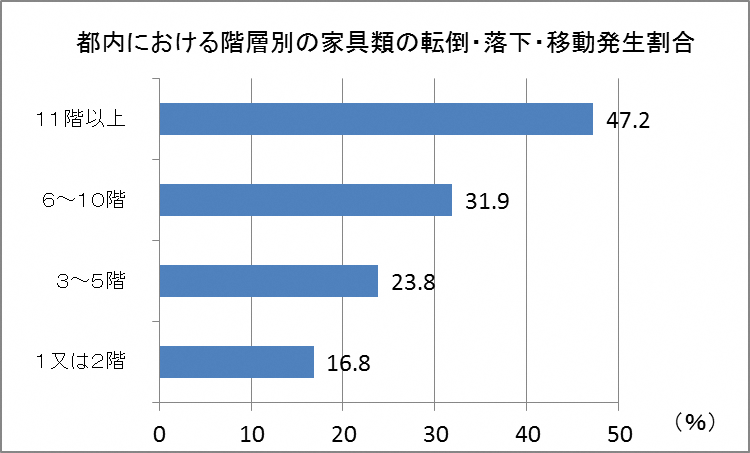 都内における階層別の家具類の転倒・落下・移動発生割合
11階以上
47.2
6～10階
31.9
3～5階
23.8
1又は2階
16.8
0 10 20 30 40 50 （%）